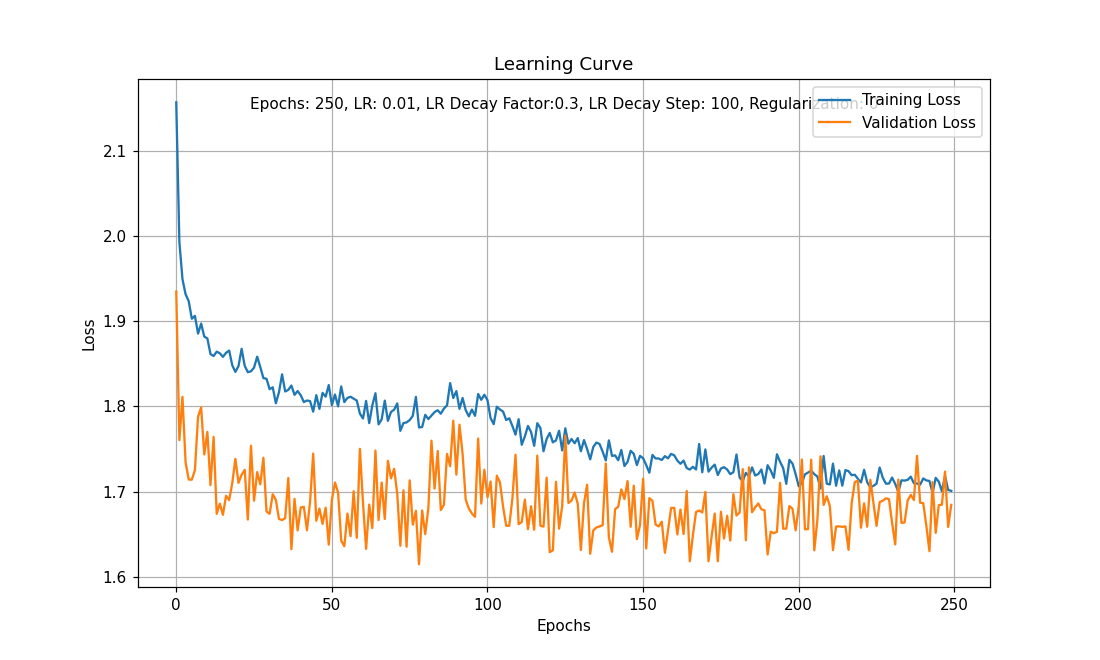 Learning Curve
Epochs: 250, LR: 0.01, LR Decay Factor:0.3, LR Decay Step: 100, Regularization: 0
Training Loss
Validation Loss
2.1
2.0
1.9
1.8
1.7
1.6
Loss
0 50 100 150 200 250
Epochs